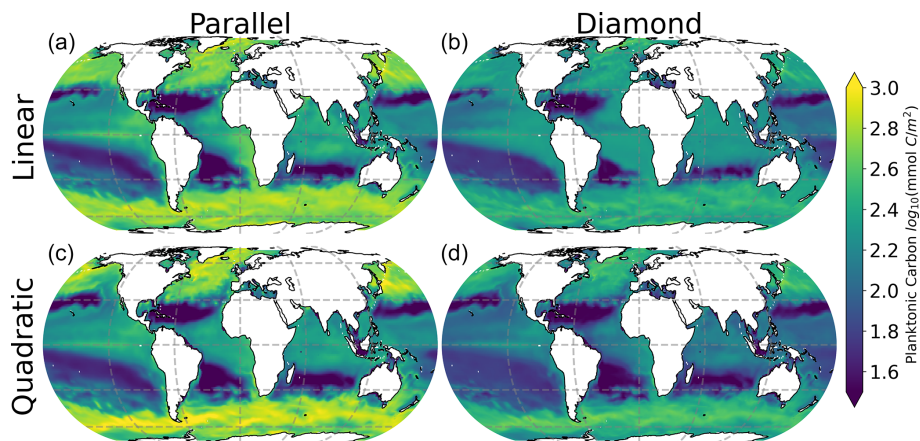 Parallel
Diamond
(a)
(b)
Linear
(c)
(d)
Quadratic
3.0
2.8
2.6
2.4
2.2
2.0
1.8
1.6
Planktonic Carbon log₁₀(mmol C/m²)